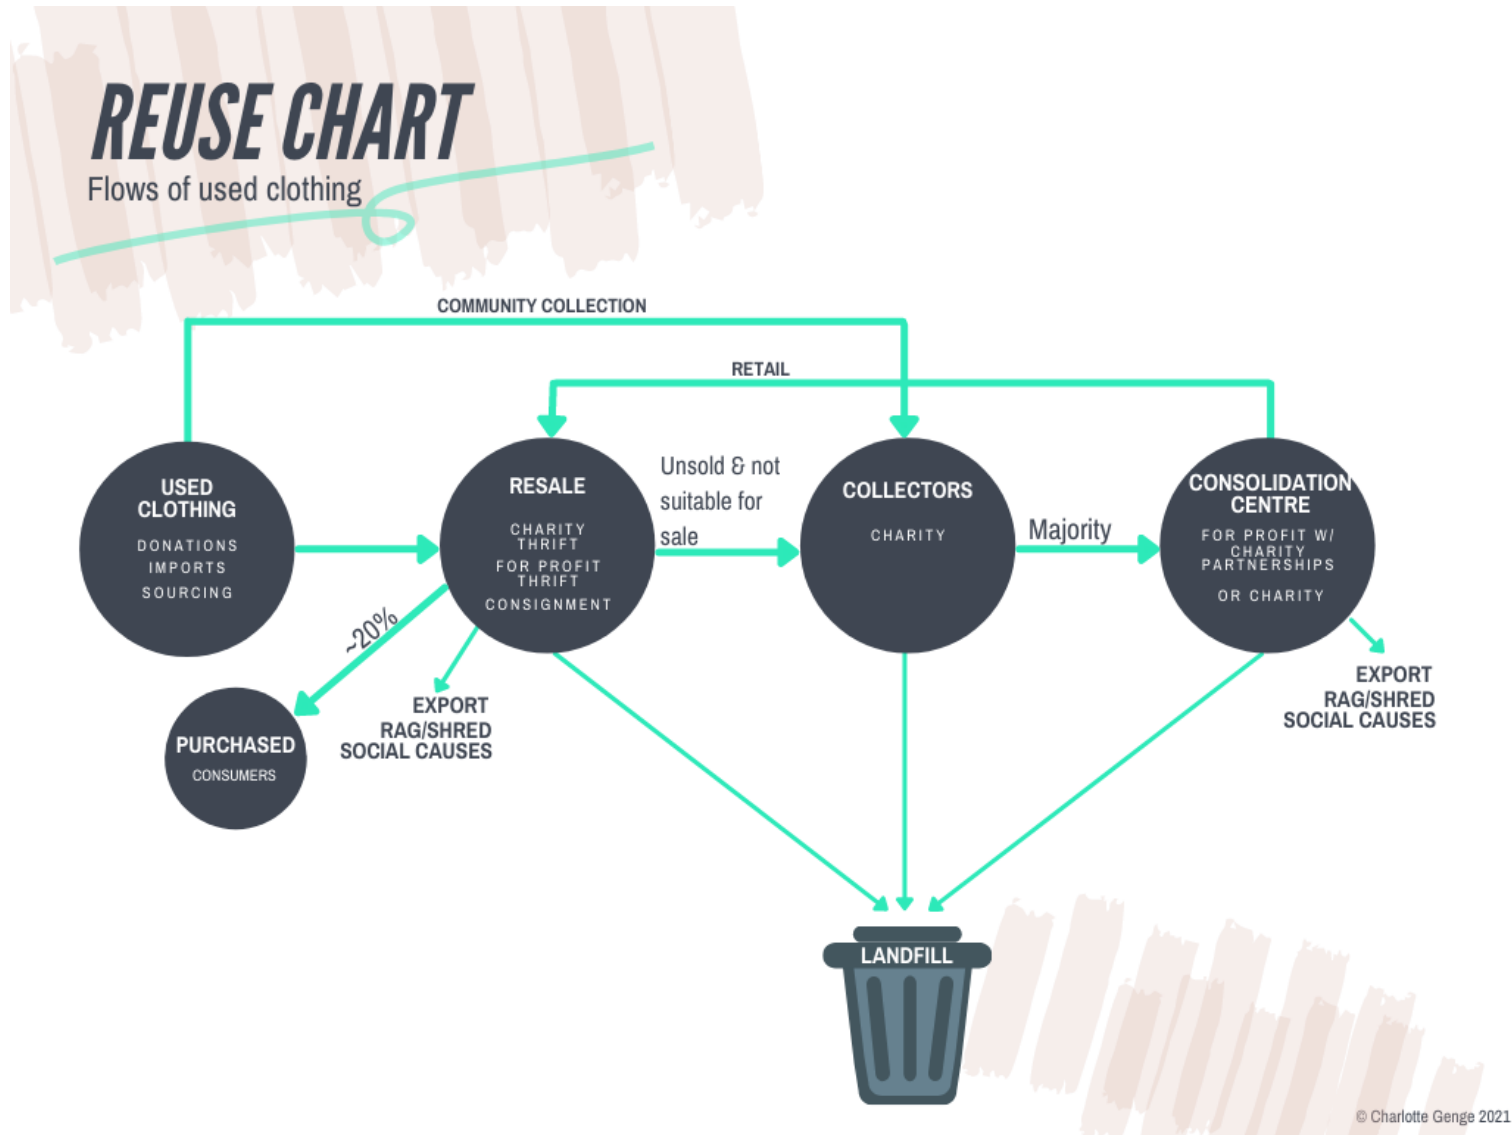 REUSE CHART
Flows of used clothing
COMMUNITY COLLECTION
RETAIL
USED
CLOTHING
DONATIONS
IMPORTS
SOURCING
RESALE
CHARITY
THRIFT
FOR PROFIT
THRIFT
CONSIGNMENT
Unsold & not
suitable for
sale
COLLECTORS
CHARITY
Majority
CONSOLIDATION
CENTRE
FOR PROFIT W/
CHARITY
PARTNERSHIPS
OR CHARITY
~20%
PURCHASED
CONSUMERS
EXPORT
RAG/SHRED
SOCIAL CAUSES
EXPORT
RAG/SHRED
SOCIAL CAUSES
LANDFILL
© Charlotte Genge 2021